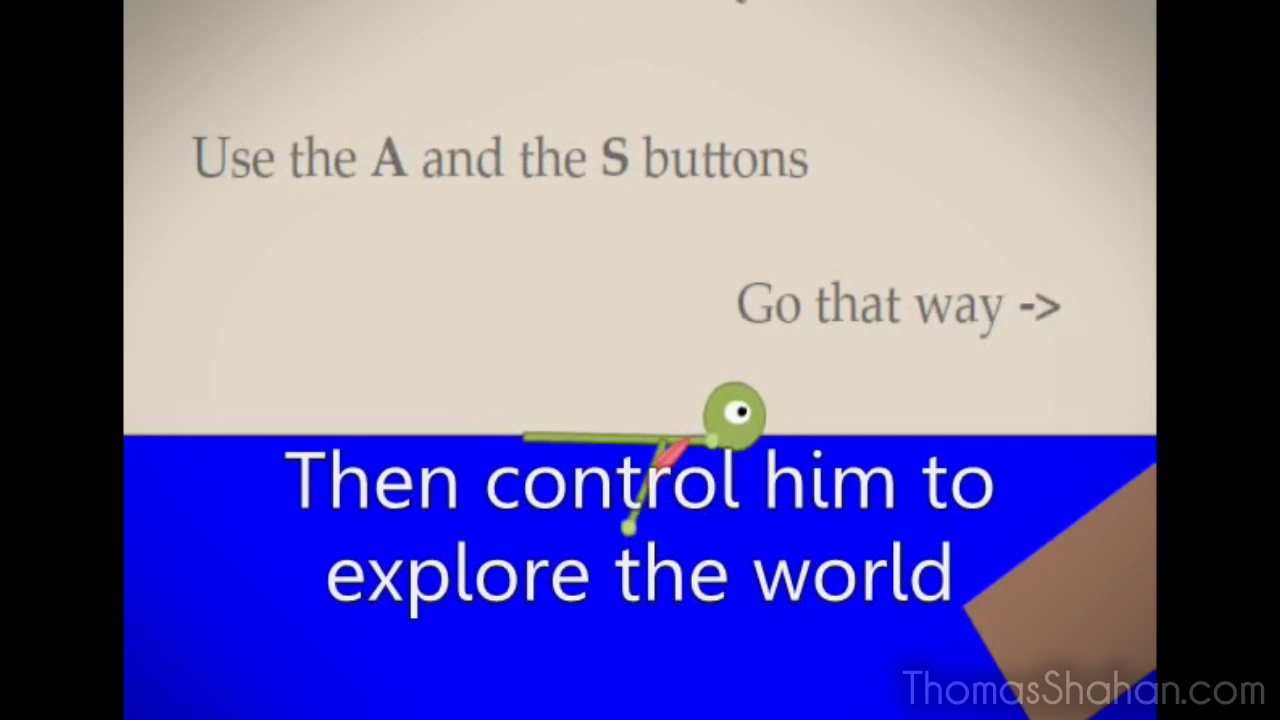 Use the A and the S buttons
Go that way ->
Then control him to
explore the world
ThomasShahan.com